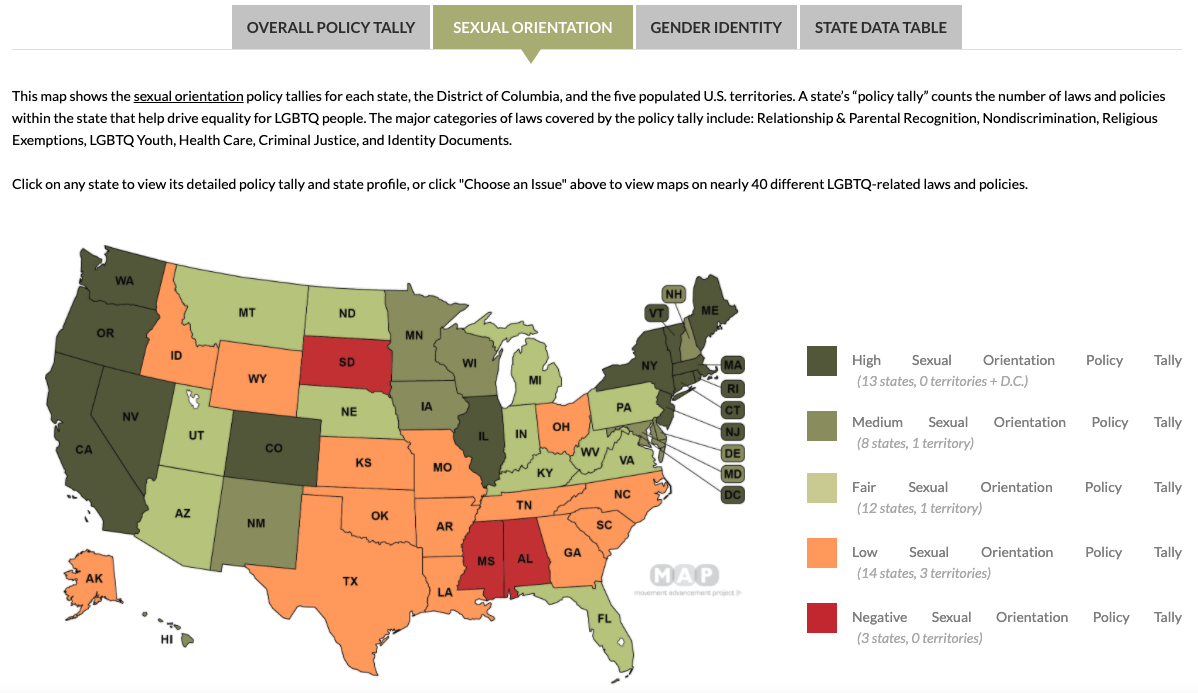 OVERALL POLICY TALLY
SEXUAL ORIENTATION
GENDER IDENTITY
STATE DATA TABLE
This map shows the sexual orientation policy tallies for each state, the District of Columbia, and the five populated U.S. territories. A state's “policy tally” counts the number of laws and policies
within the state that help drive equality for LGBTQ people. The major categories of laws covered by the policy tally include: Relationship & Parental Recognition, Nondiscrimination, Religious
Exemptions, LGBTQ Youth, Health Care, Criminal Justice, and Identity Documents.
Click on any state to view its detailed policy tally and state profile, or click "Choose an Issue" above to view maps on nearly 40 different LGBTQ-related laws and policies.
WA
OR
CA
NV
ID
MT
WY
UT
CO
AZ
NM
ND
SD
NE
KS
OK
TX
MN
IA
MO
AR
LA
WI
IL
MI
IN
OH
KY
TN
MS
AL
GA
FL
SC
NC
VA
WV
PA
NY
VT
NH
ME
MA
RI
CT
NJ
DE
MD
DC
AK
HI
MAP
movement advancement project
High Sexual Orientation Policy Tally
(13 states, 0 territories + D.C.)
Medium Sexual Orientation Policy Tally
(8 states, 1 territory)
Fair Sexual Orientation Policy Tally
(12 states, 1 territory)
Low Sexual Orientation Policy Tally
(14 states, 3 territories)
Negative Sexual Orientation Policy Tally
(3 states, 0 territories)